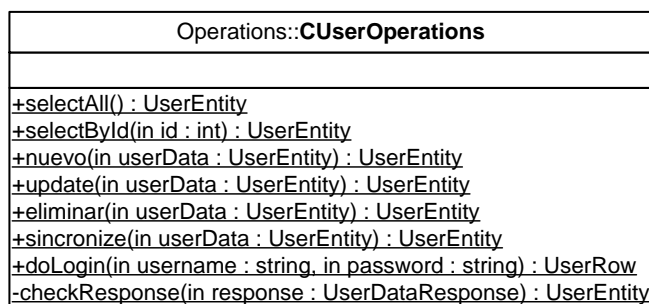 Operations::CUserOperations
+selectAll() : UserEntity
+selectById(in id : int) : UserEntity
+nuevo(in userData : UserEntity) : UserEntity
+update(in userData : UserEntity) : UserEntity
+eliminar(in userData : UserEntity) : UserEntity
+sincronize(in userData : UserEntity) : UserEntity
+doLogin(in username : string, in password : string) : UserRow
-checkResponse(in response : UserDataResponse) : UserEntity